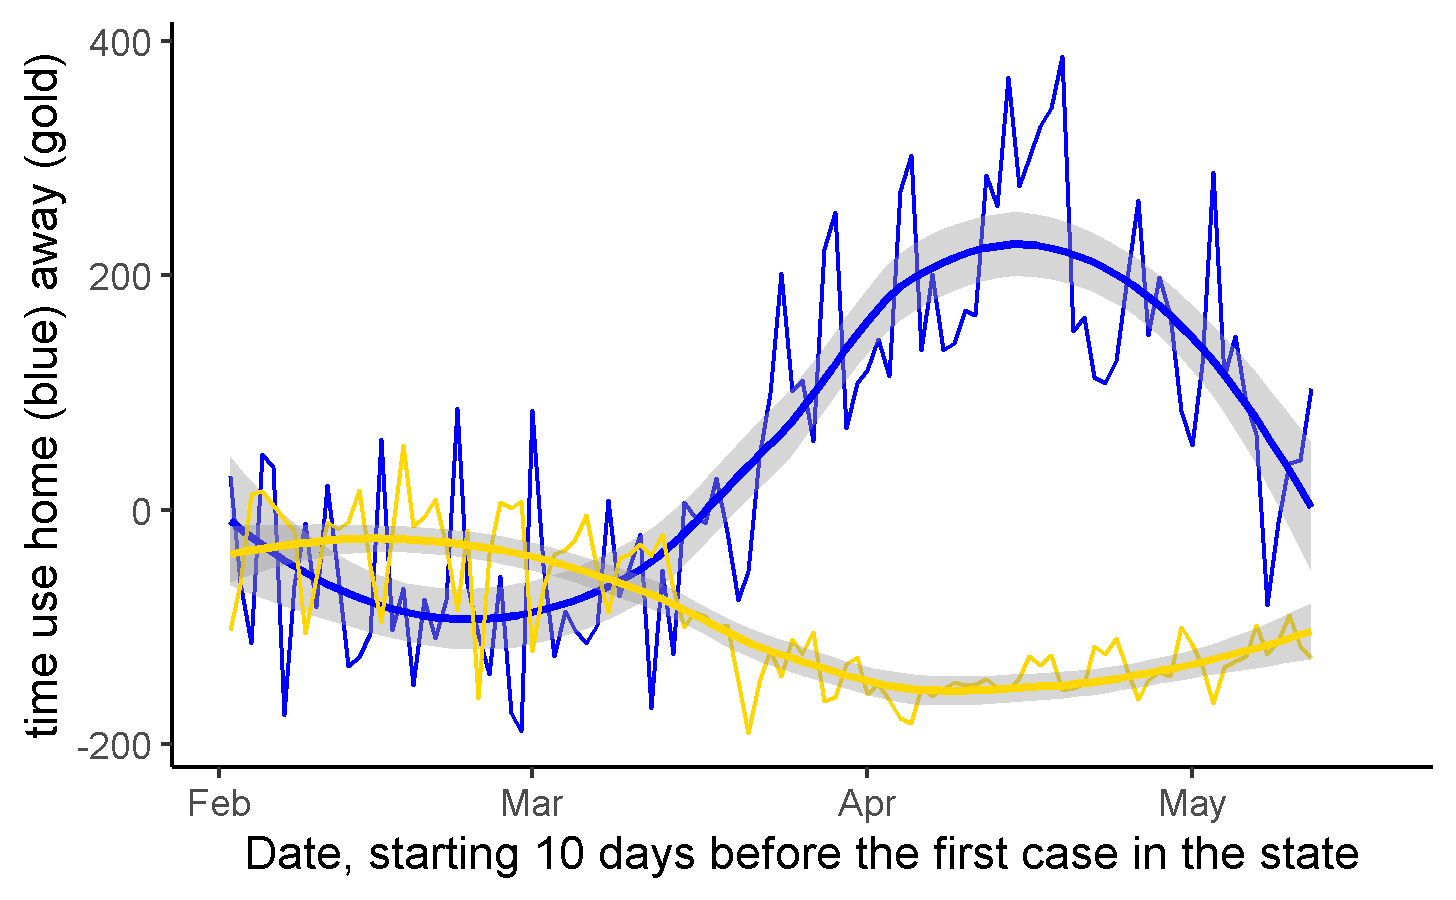 time use home (blue) away (gold)
400
200
0
-200
Feb
Mar
Apr
May
Date, starting 10 days before the first case in the state